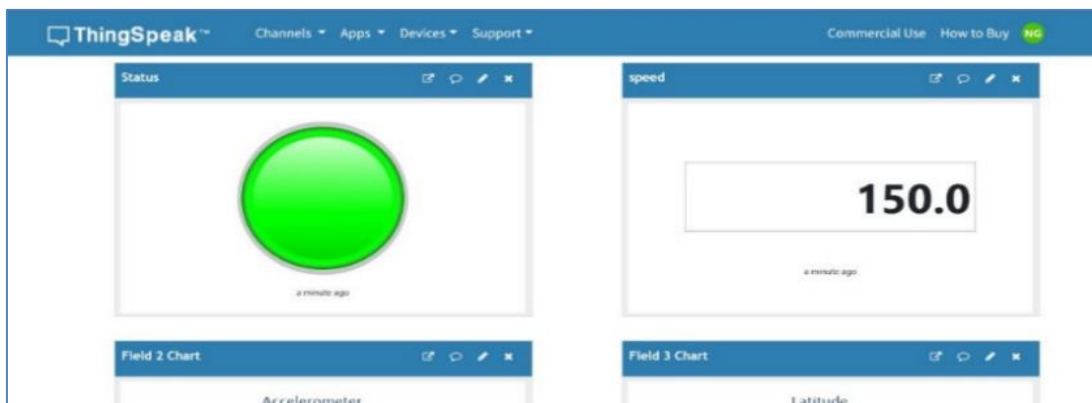 ThingSpeak™ Channels Apps Devices Support Commercial Use How to Buy NG
Status
a minute ago
speed
150.0
a minute ago
Field 2 Chart
Accelerometer
Field 3 Chart
Latitude